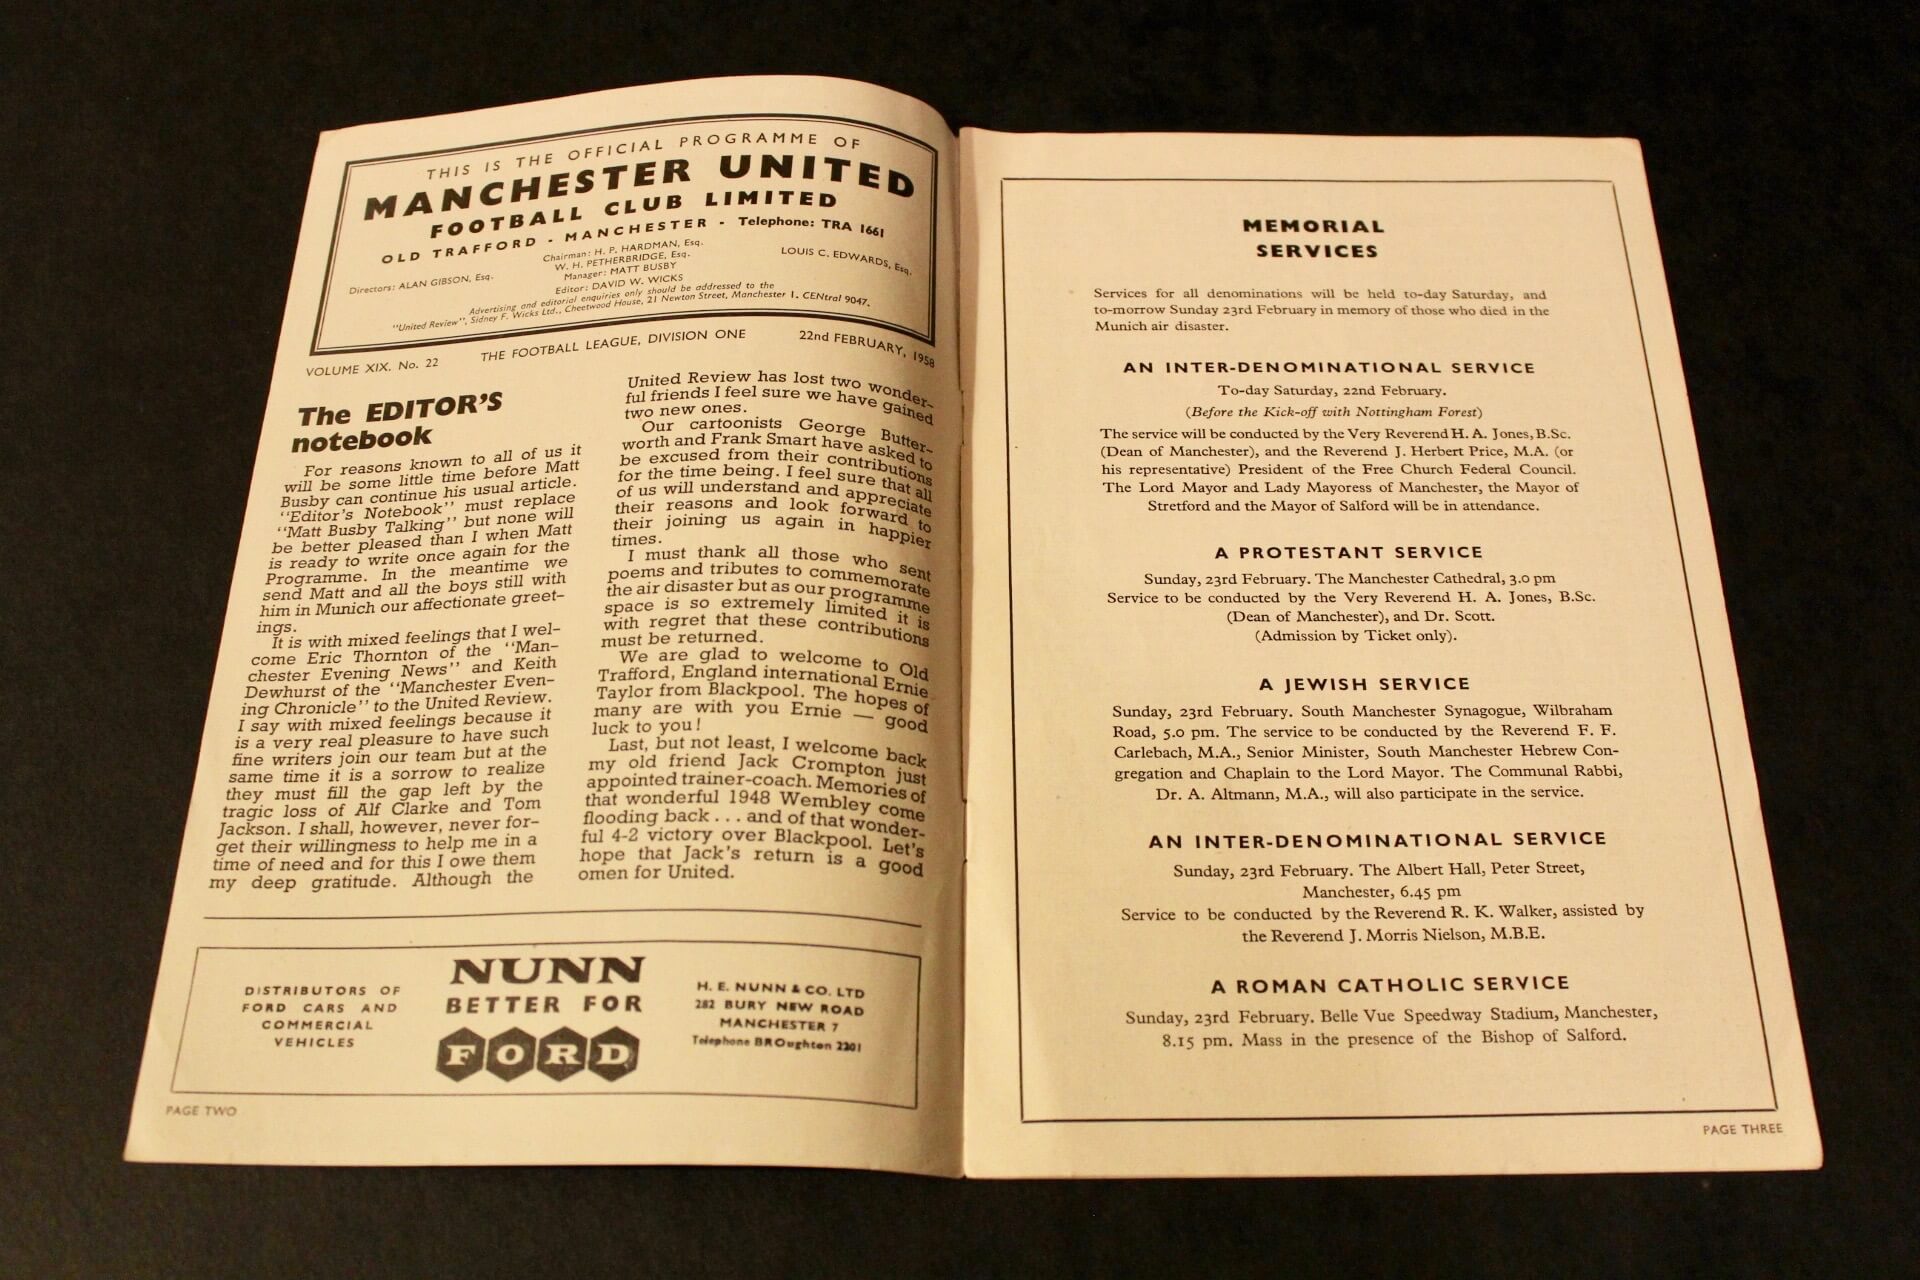 THIS IS THE OFFICIAL PROGRAMME OF
MANCHESTER UNITED
FOOTBALL CLUB LIMITED
OLD TRAFFORD - MANCHESTER - Telephone: TRA 1661
Directors: ALAN GIBSON, Esq.
Chairman: H. P. HARDMAN, Esq.
W. H. PETHERBRIDGE, Esq.
Manager: MATT BUSBY
LOUIS C. EDWARDS, Esq.
Editor: DAVID W. WICKS
Advertising and editorial enquiries only should be addressed to the
"United Review", Sidney F. Wicks Ltd., Cheetwood House, 21 Newton Street, Manchester 1. CENtral 9047.
VOLUME XIX. No. 22 THE FOOTBALL LEAGUE, DIVISION ONE 22nd FEBRUARY, 1958
The EDITOR'S
notebook
For reasons known to all of us it
will be some little time before Matt
Busby can continue his usual article.
"Editor's Notebook" must replace
"Matt Busby Talking" but none will
be better pleased than I when Matt
is ready to write once again for the
Programme. In the meantime we
send Matt and all the boys still with
him in Munich our affectionate greet-
ings.
It is with mixed feelings that I wel-
come Eric Thornton of the "Man-
chester Evening News" and Keith
Dewhurst of the "Manchester Even-
ing Chronicle" to the United Review.
I say with mixed feelings because it
is a very real pleasure to have such
fine writers join our team but at the
same time it is a sorrow to realize
they must fill the gap left by the
tragic loss of Alf Clarke and Tom
Jackson. I shall, however, never for-
get their willingness to help me in a
time of need and for this I owe them
my deep gratitude. Although the
United Review has lost two wonder-
ful friends I feel sure we have gained
two new ones.
Our cartoonists George Butter-
worth and Frank Smart have asked to
be excused from their contributions
for the time being. I feel sure that all
of us will understand and appreciate
their reasons and look forward to
their joining us again in happier
times.
I must thank all those who sent
poems and tributes to commemorate
the air disaster but as our programme
space is so extremely limited it is
with regret that these contributions
must be returned.
We are glad to welcome to Old
Trafford, England international Ernie
Taylor from Blackpool. The hopes of
many are with you Ernie — good
luck to you!
Last, but not least, I welcome back
my old friend Jack Crompton just
appointed trainer-coach. Memories of
that wonderful 1948 Wembley come
flooding back . . . and of that wonder-
ful 4-2 victory over Blackpool. Let's
hope that Jack's return is a good
omen for United.
DISTRIBUTORS OF
FORD CARS AND
COMMERCIAL
VEHICLES
NUNN
BETTER FOR
FORD
H. E. NUNN & CO. LTD
282 BURY NEW ROAD
MANCHESTER 7
Telephone BROughton 2201
PAGE TWO
MEMORIAL
SERVICES
Services for all denominations will be held to-day Saturday, and
to-morrow Sunday 23rd February in memory of those who died in the
Munich air disaster.
AN INTER-DENOMINATIONAL SERVICE
To-day Saturday, 22nd February.
(Before the Kick-off with Nottingham Forest)
The service will be conducted by the Very Reverend H. A. Jones, B.Sc.
(Dean of Manchester), and the Reverend J. Herbert Price, M.A. (or
his representative) President of the Free Church Federal Council.
The Lord Mayor and Lady Mayoress of Manchester, the Mayor of
Stretford and the Mayor of Salford will be in attendance.
A PROTESTANT SERVICE
Sunday, 23rd February. The Manchester Cathedral, 3.0 pm
Service to be conducted by the Very Reverend H. A. Jones, B.Sc.
(Dean of Manchester), and Dr. Scott.
(Admission by Ticket only).
A JEWISH SERVICE
Sunday, 23rd February. South Manchester Synagogue, Wilbraham
Road, 5.0 pm. The service to be conducted by the Reverend F. F.
Carlebach, M.A., Senior Minister, South Manchester Hebrew Con-
gregation and Chaplain to the Lord Mayor. The Communal Rabbi,
Dr. A. Altmann, M.A., will also participate in the service.
AN INTER-DENOMINATIONAL SERVICE
Sunday, 23rd February. The Albert Hall, Peter Street,
Manchester, 6.45 pm
Service to be conducted by the Reverend R. K. Walker, assisted by
the Reverend J. Morris Nielson, M.B.E.
A ROMAN CATHOLIC SERVICE
Sunday, 23rd February. Belle Vue Speedway Stadium, Manchester,
8.15 pm. Mass in the presence of the Bishop of Salford.
PAGE THREE